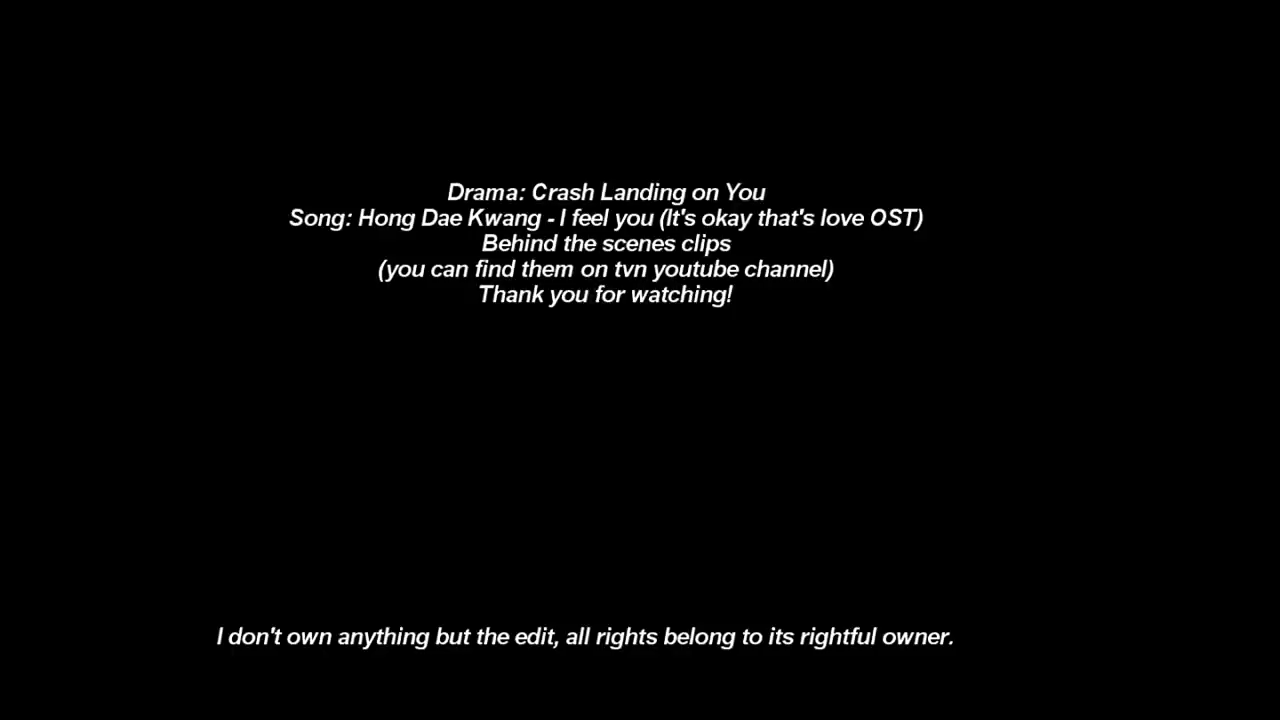 Drama: Crash Landing on You
Song: Hong Dae Kwang - I feel you (It's okay that's love OST)
Behind the scenes clips
(you can find them on tvn youtube channel)
Thank you for watching!
I don't own anything but the edit, all rights belong to its rightful owner.